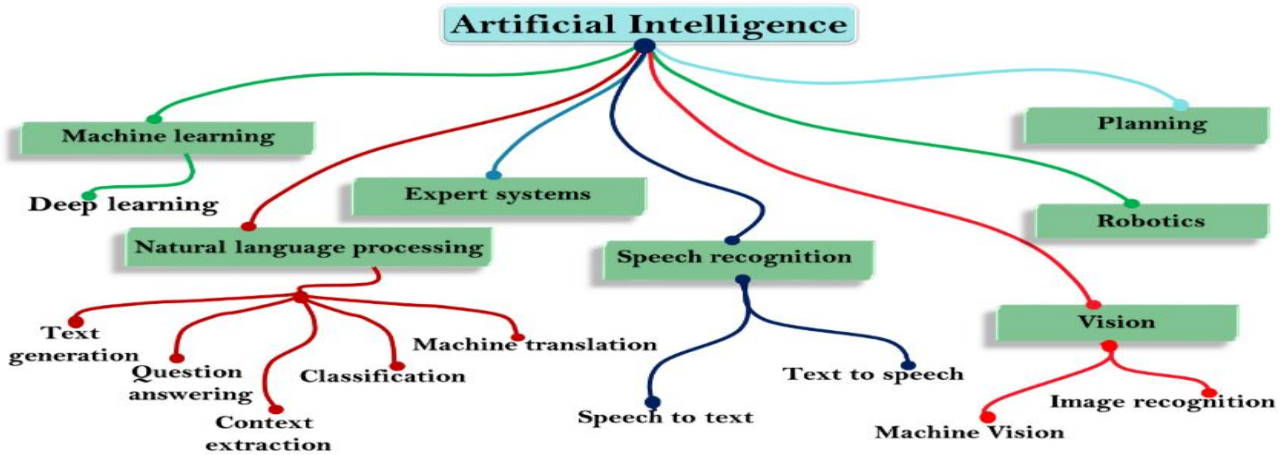 Artificial Intelligence
Machine learning
Planning
Deep learning
Expert systems
Robotics
Natural language processing
Speech recognition
Vision
Text
generation
Question
answering
Context
extraction
Classification
Machine translation
Speech to text
Text to speech
Machine Vision
Image recognition